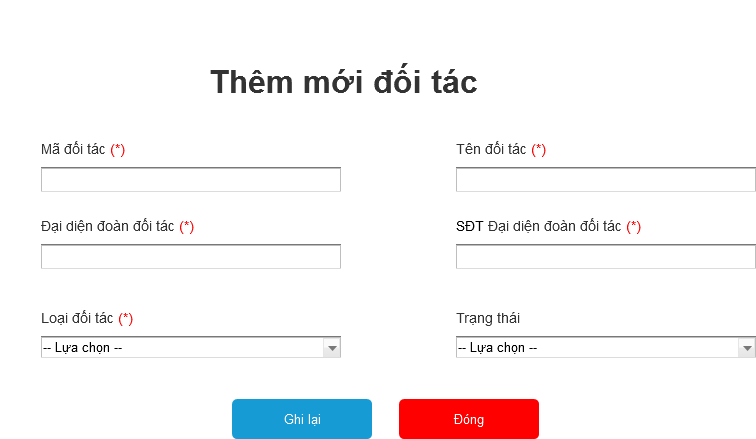 Thêm mới đối tác
Mã đối tác (*)
Tên đối tác (*)
Đại diện đoàn đối tác (*)
SĐT Đại diện đoàn đối tác (*)
Loại đối tác (*)
Trạng thái
-- Lựa chọn --
-- Lựa chọn --
Ghi lại
Đóng